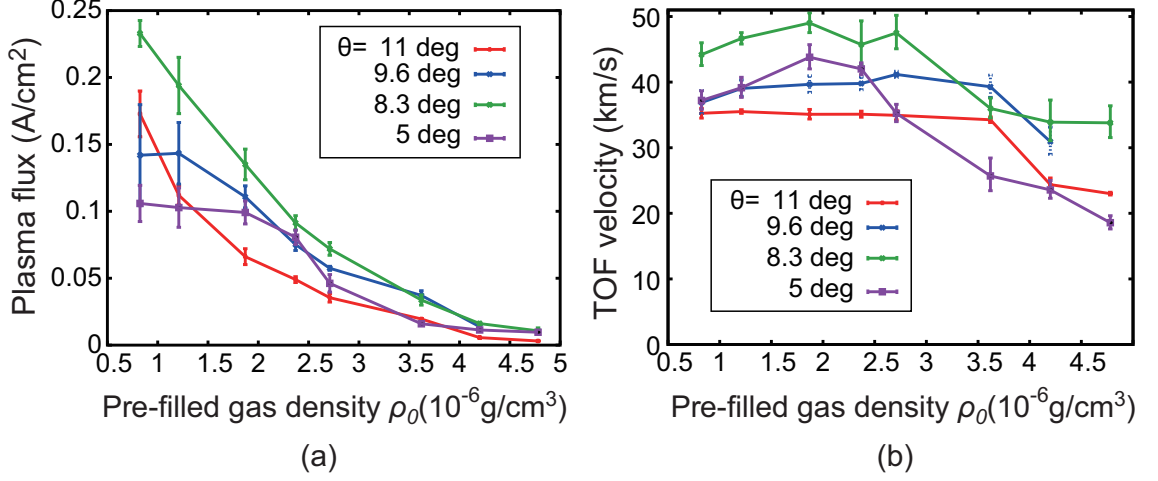 Plasma flux (A/cm²)
0.25
0.2
0.15
0.1
0.05
0
θ= 11 deg
9.6 deg
8.3 deg
5 deg
0.5 1 1.5 2 2.5 3 3.5 4 4.5 5
Pre-filled gas density ρ₀(10⁻⁶g/cm³)
(a)
TOF velocity (km/s)
50
40
30
20
10
0
θ= 11 deg
9.6 deg
8.3 deg
5 deg
0.5 1 1.5 2 2.5 3 3.5 4 4.5
Pre-filled gas density ρ₀(10⁻⁶g/cm³)
(b)